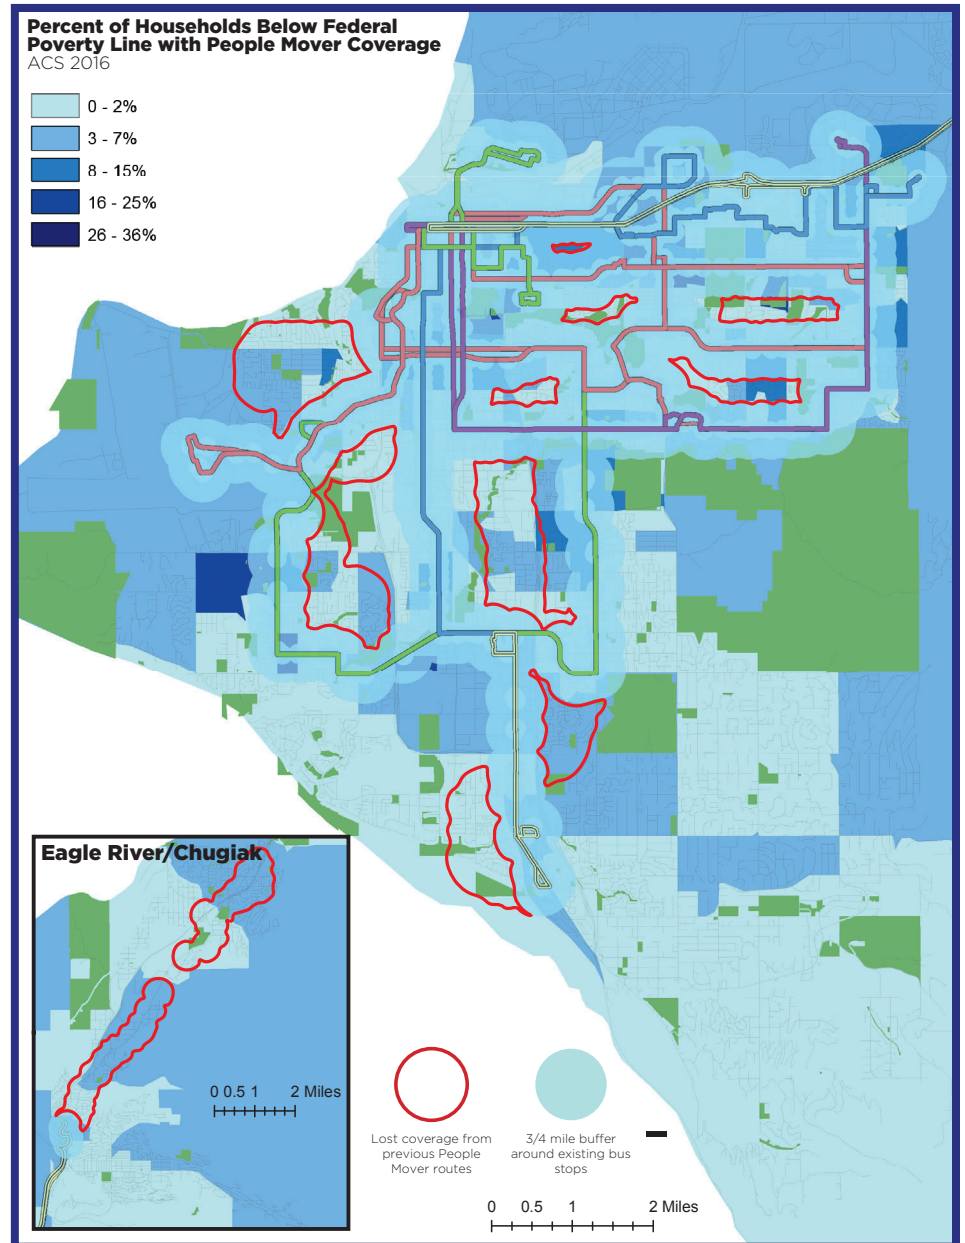 Percent of Households Below Federal
Poverty Line with People Mover Coverage
ACS 2016
0 - 2%
3 - 7%
8 - 15%
16 - 25%
26 - 36%
Eagle River/Chugiak
0 0.5 1 2 Miles
Lost coverage from
previous People
Mover routes
3/4 mile buffer
around existing bus
stops
0 0.5 1 2 Miles